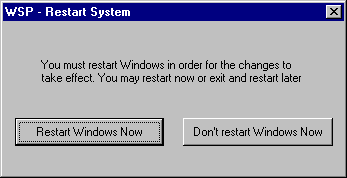 WSP - Restart System
You must restart Windows in order for the changes to
take effect. You may restart now or exit and restart later
Restart Windows Now
Don't restart Windows Now